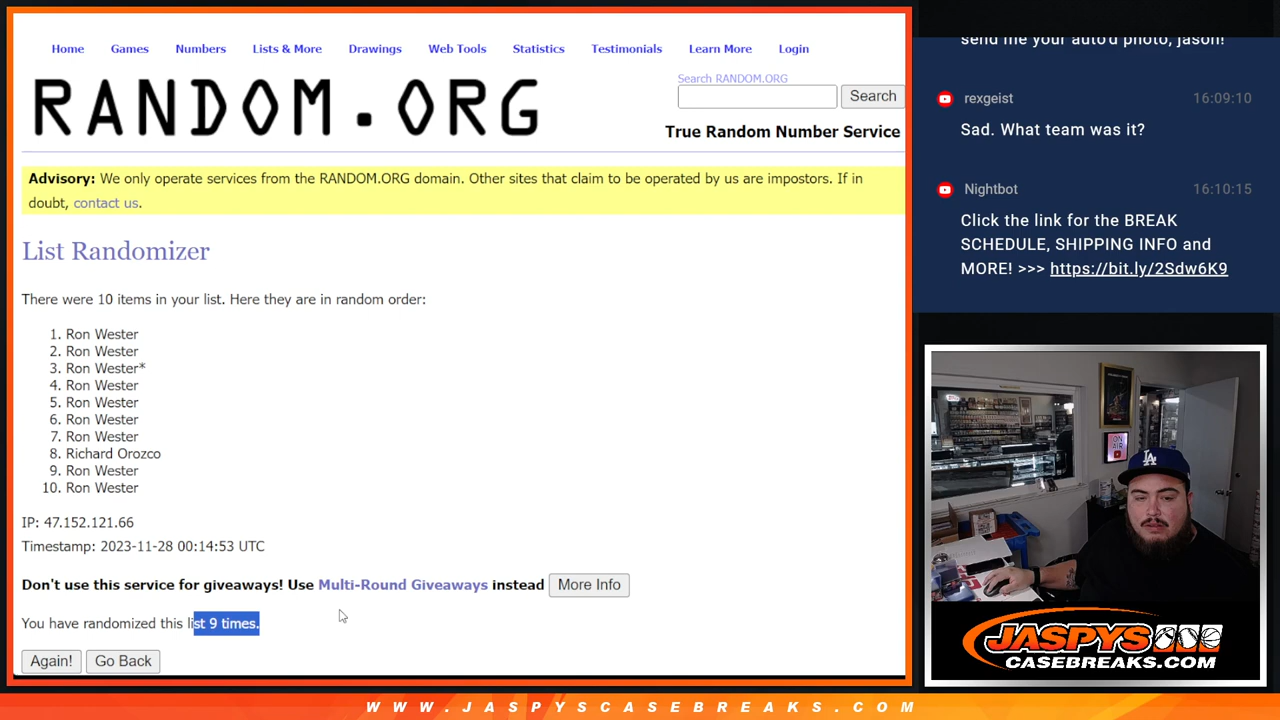 Home Games Numbers Lists & More Drawings Web Tools Statistics Testimonials Learn More Login
RANDOM.ORG
Search RANDOM.ORG
Search
True Random Number Service
Advisory: We only operate services from the RANDOM.ORG domain. Other sites that claim to be operated by us are impostors. If in
doubt, contact us.
List Randomizer
There were 10 items in your list. Here they are in random order:
1. Ron Wester
2. Ron Wester
3. Ron Wester*
4. Ron Wester
5. Ron Wester
6. Ron Wester
7. Ron Wester
8. Richard Orozco
9. Ron Wester
10. Ron Wester
IP: 47.152.121.66
Timestamp: 2023-11-28 00:14:53 UTC
Don't use this service for giveaways! Use Multi-Round Giveaways instead More Info
You have randomized this list 9 times.
Again! Go Back
send me your auto'd photo, jason!
rexgeist 16:09:10
Sad. What team was it?
Nightbot 16:10:15
Click the link for the BREAK
SCHEDULE, SHIPPING INFO and
MORE! >>> https://bit.ly/2Sdw6K9
ON
AIR
LA
JASPYS
CASEBREAKS.COM
WWW.JASPYSCASEBREAKS.COM